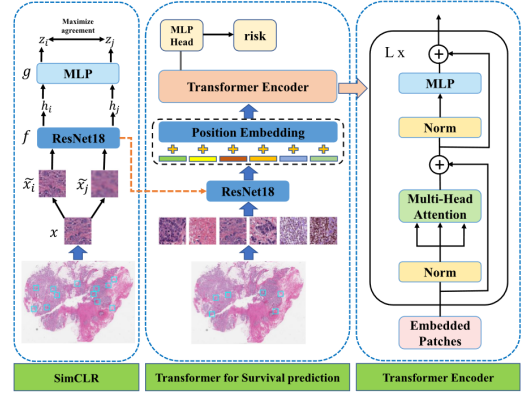 Maximize agreement
z_i
z_j
g
MLP
h_i
h_j
f
ResNet18
x̃_i
x̃_j
x
SimCLR
MLP
Head
risk
Transformer Encoder
Position Embedding
ResNet18
Transformer for Survival prediction
L x
MLP
Norm
Multi-Head
Attention
Norm
Embedded
Patches
Transformer Encoder